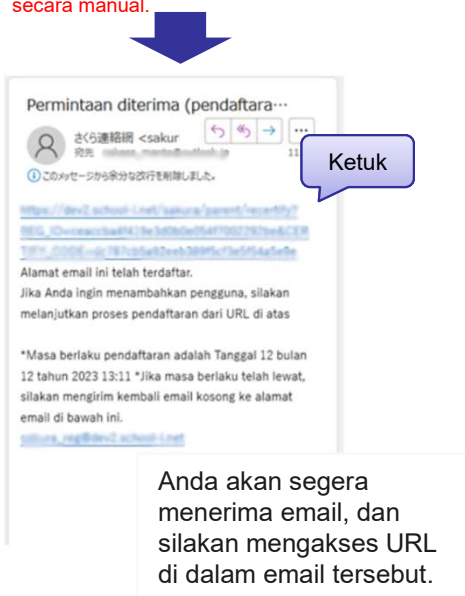 secara manual.
Permintaan diterima (pendaftara…
さくら連絡網 <sakur
宛先
11
Ketuk
このメッセージから余分な改行を削除しました。
Alamat email ini telah terdaftar.
Jika Anda ingin menambahkan pengguna, silakan
melanjutkan proses pendaftaran dari URL di atas
*Masa berlaku pendaftaran adalah Tanggal 12 bulan
12 tahun 2023 13:11 *Jika masa berlaku telah lewat,
silakan mengirim kembali email kosong ke alamat
email di bawah ini.
Anda akan segera
menerima email, dan
silakan mengakses URL
di dalam email tersebut.